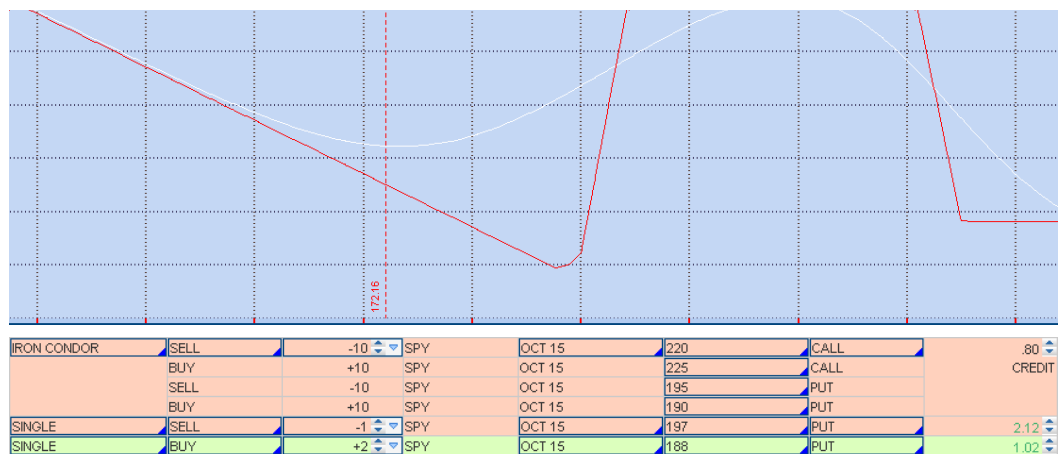 172.16
IRON CONDOR SELL -10 SPY OCT 15 220 CALL .80
BUY +10 SPY OCT 15 225 CALL CREDIT
SELL -10 SPY OCT 15 195 PUT
BUY +10 SPY OCT 15 190 PUT
SINGLE SELL -1 SPY OCT 15 197 PUT 2.12
SINGLE BUY +2 SPY OCT 15 188 PUT 1.02